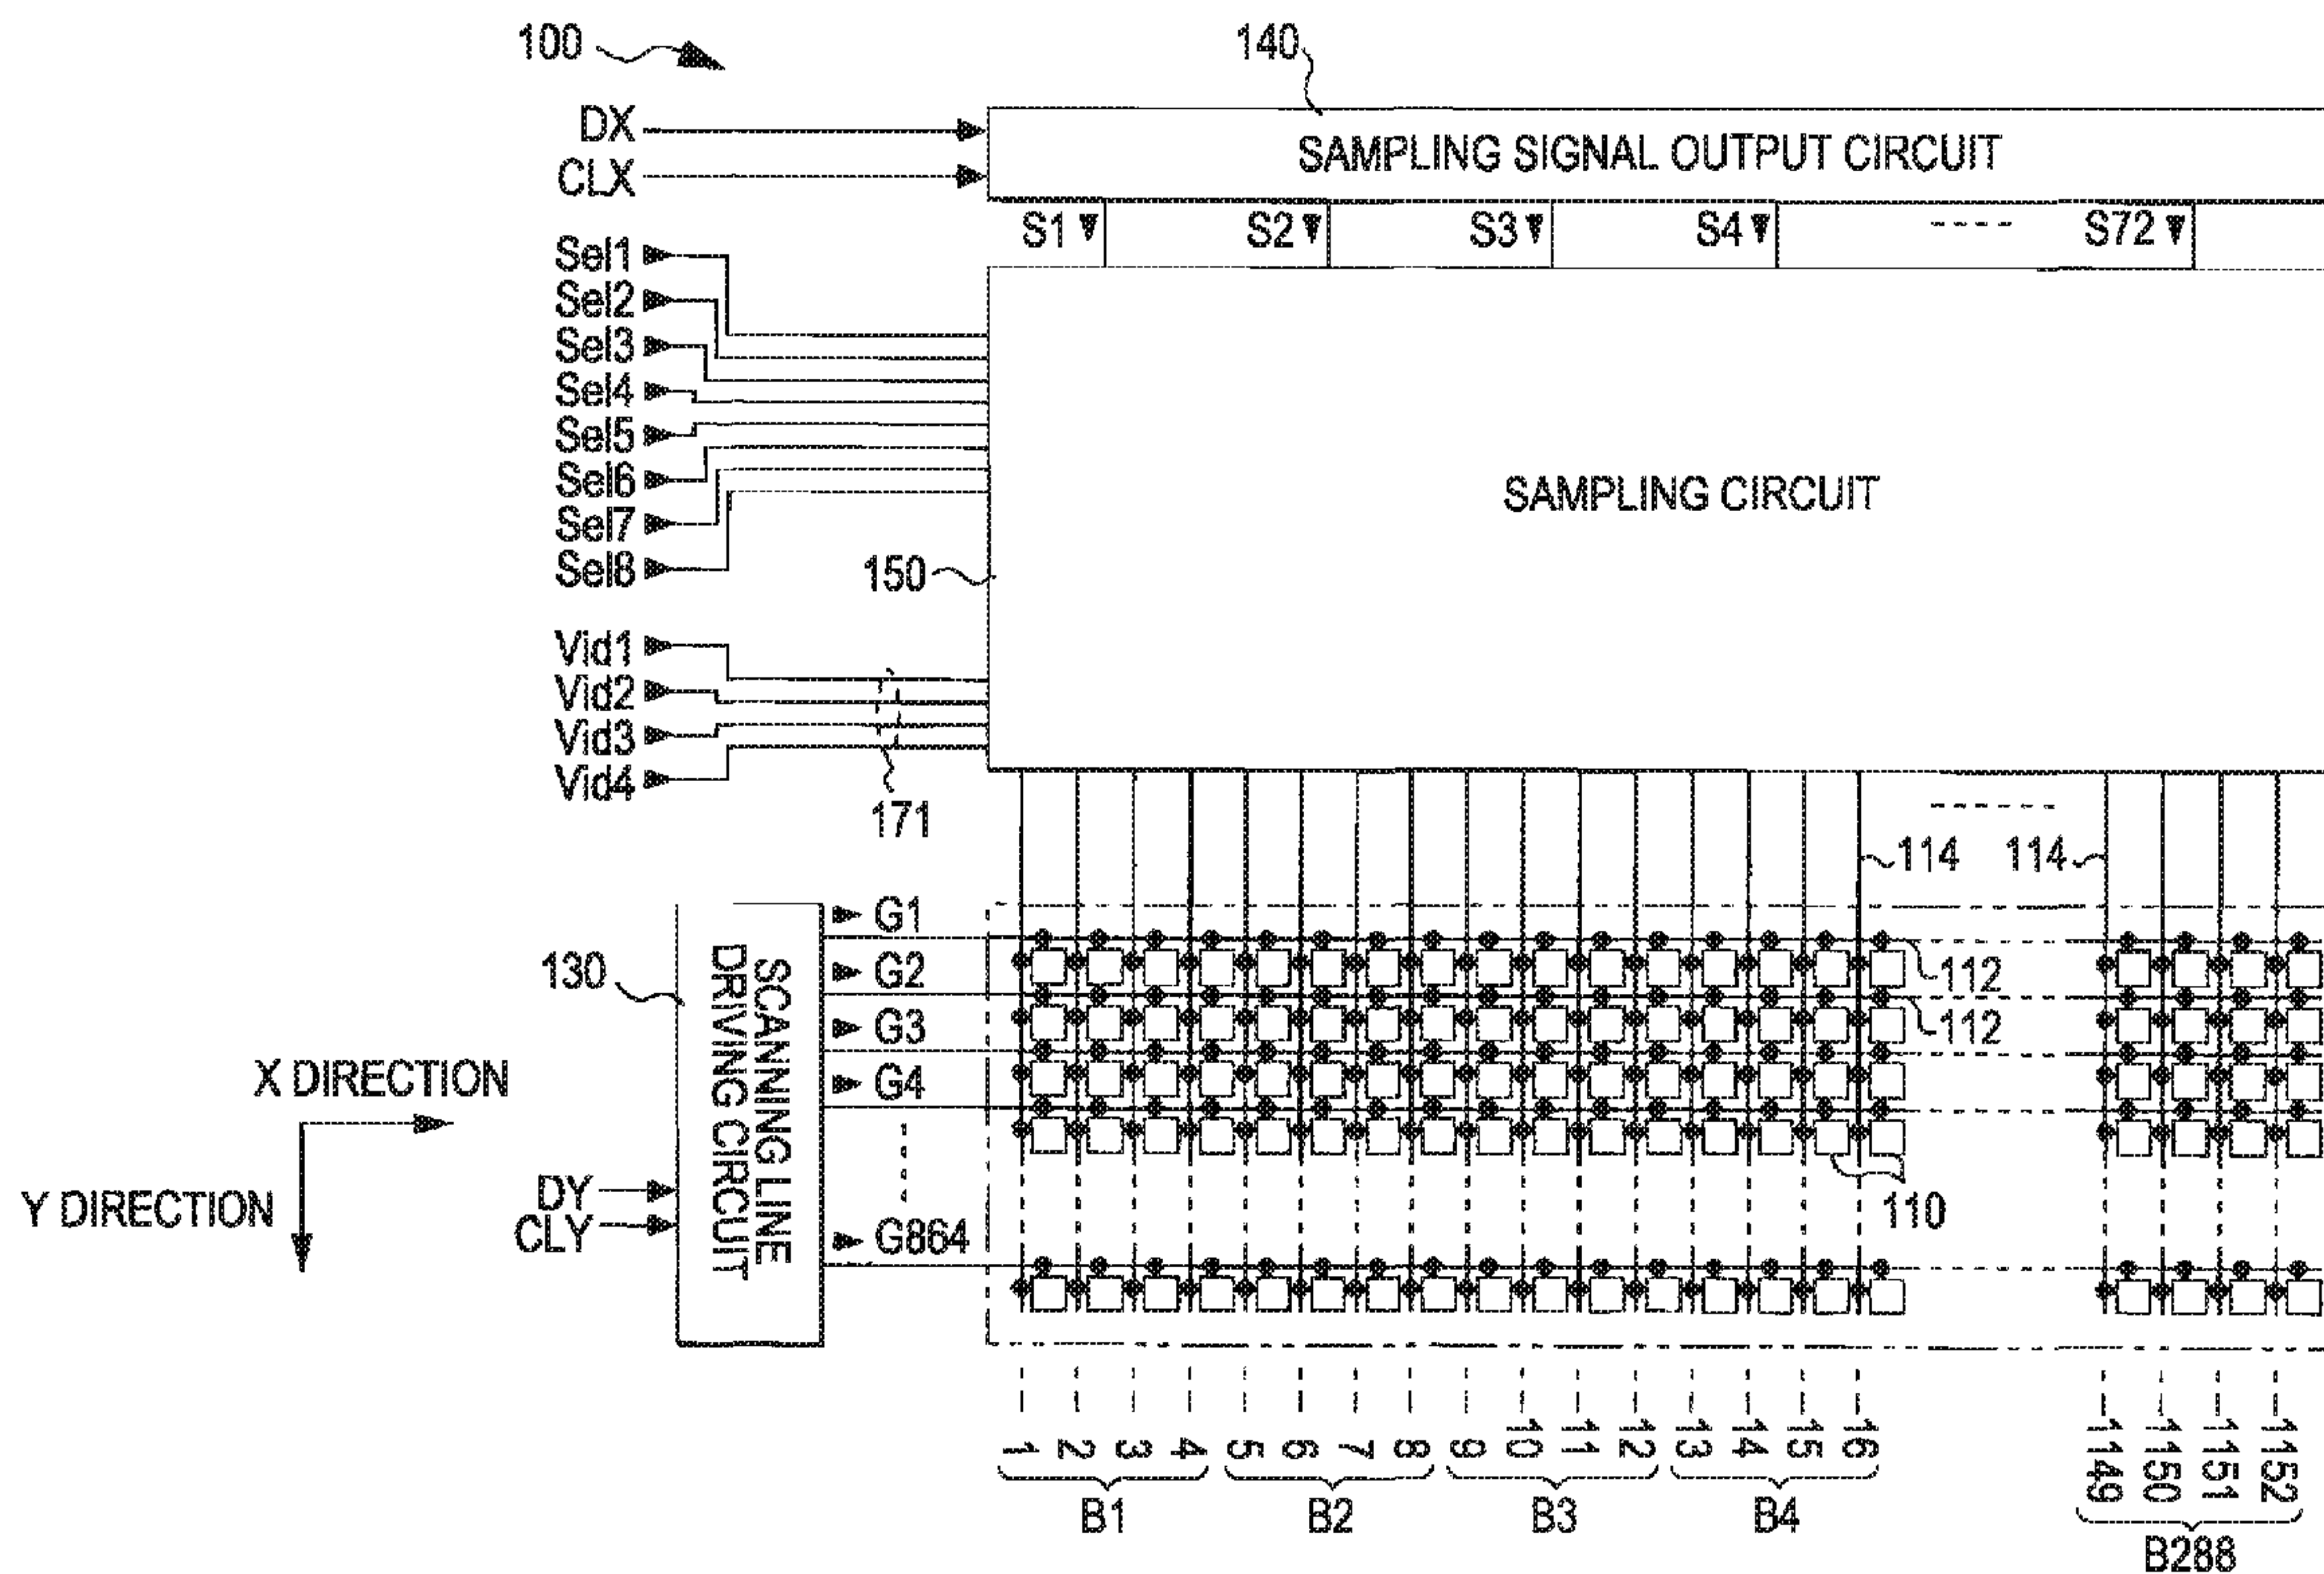 100
140
DX
CLX
SAMPLING SIGNAL OUTPUT CIRCUIT
S1 S2 S3 S4 S72
Sel1
Sel2
Sel3
Sel4
Sel5
Sel6
Sel7
Sel8
150
SAMPLING CIRCUIT
Vid1
Vid2
Vid3
Vid4
171
114 114
G1
G2
G3
G4
G864
130
SCANNING LINE
DRIVING CIRCUIT
112
112
X DIRECTION
Y DIRECTION
DY
CLY
110
1 2 3 4 5 6 7 8 9 10 11 12 13 14 15 16 1149 1150 1151 1152
B1 B2 B3 B4 B288